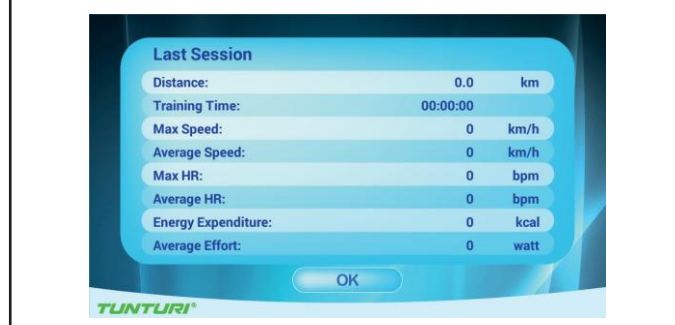 Last Session
Distance: 0.0 km
Training Time: 00:00:00
Max Speed: 0 km/h
Average Speed: 0 km/h
Max HR: 0 bpm
Average HR: 0 bpm
Energy Expenditure: 0 kcal
Average Effort: 0 watt
OK
TUNTURI®